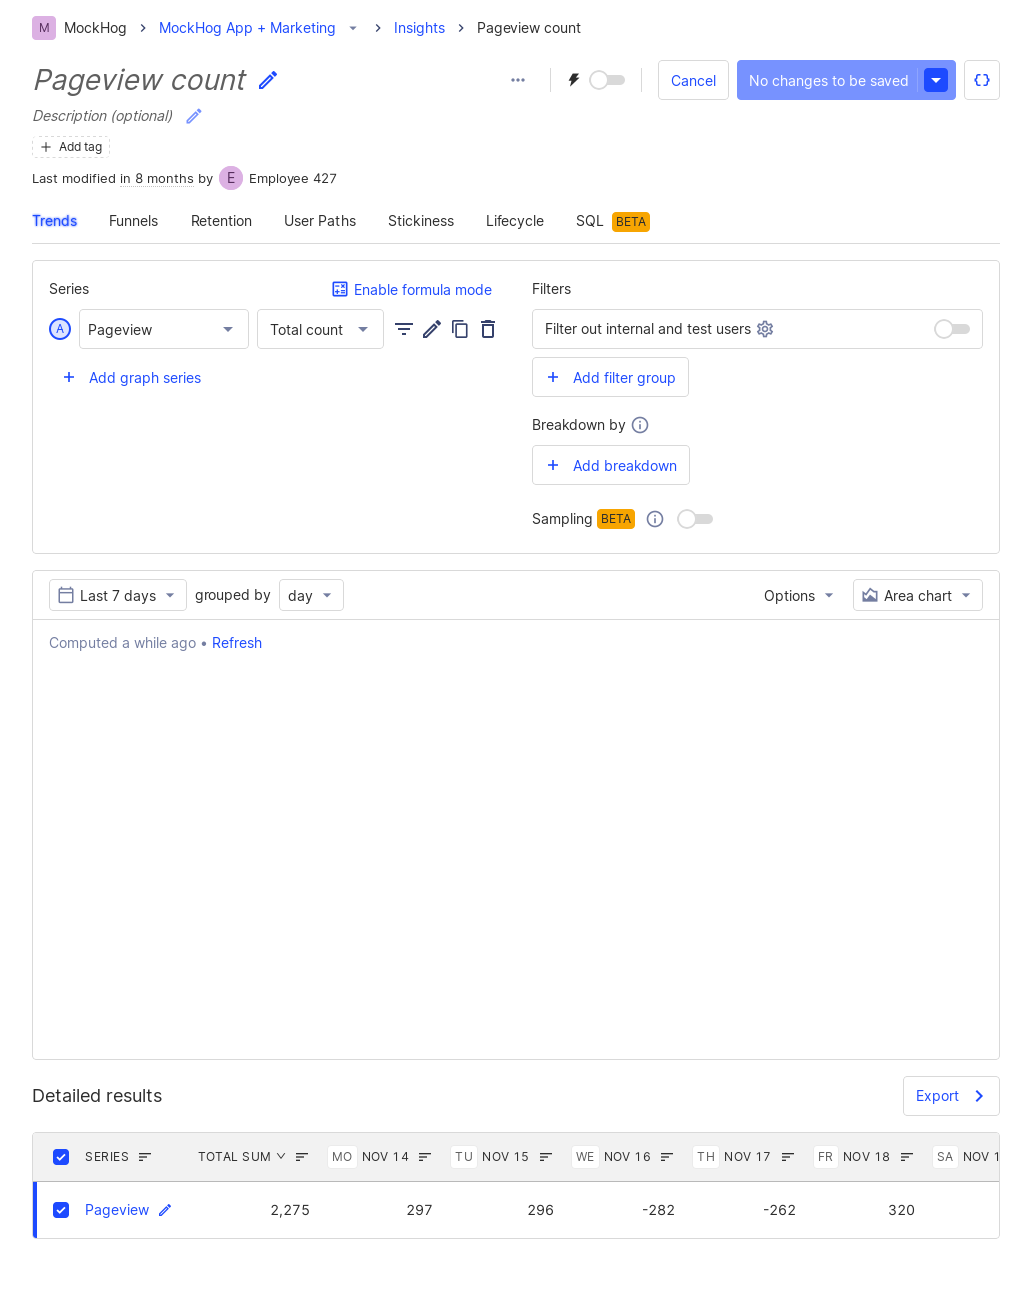 M MockHog MockHog App + Marketing Insights Pageview count
Pageview count
Cancel No changes to be saved
Description (optional)
Add tag
Last modified in 8 months by E Employee 427
Trends Funnels Retention User Paths Stickiness Lifecycle SQL BETA
Series Enable formula mode
A Pageview Total count
Add graph series
Filters
Filter out internal and test users
Add filter group
Breakdown by
Add breakdown
Sampling BETA
Last 7 days grouped by day Options Area chart
Computed a while ago • Refresh
Detailed results Export
SERIES TOTAL SUM MO NOV 14 TU NOV 15 WE NOV 16 TH NOV 17 FR NOV 18 SA NOV
Pageview 2,275 297 296 -282 -262 320